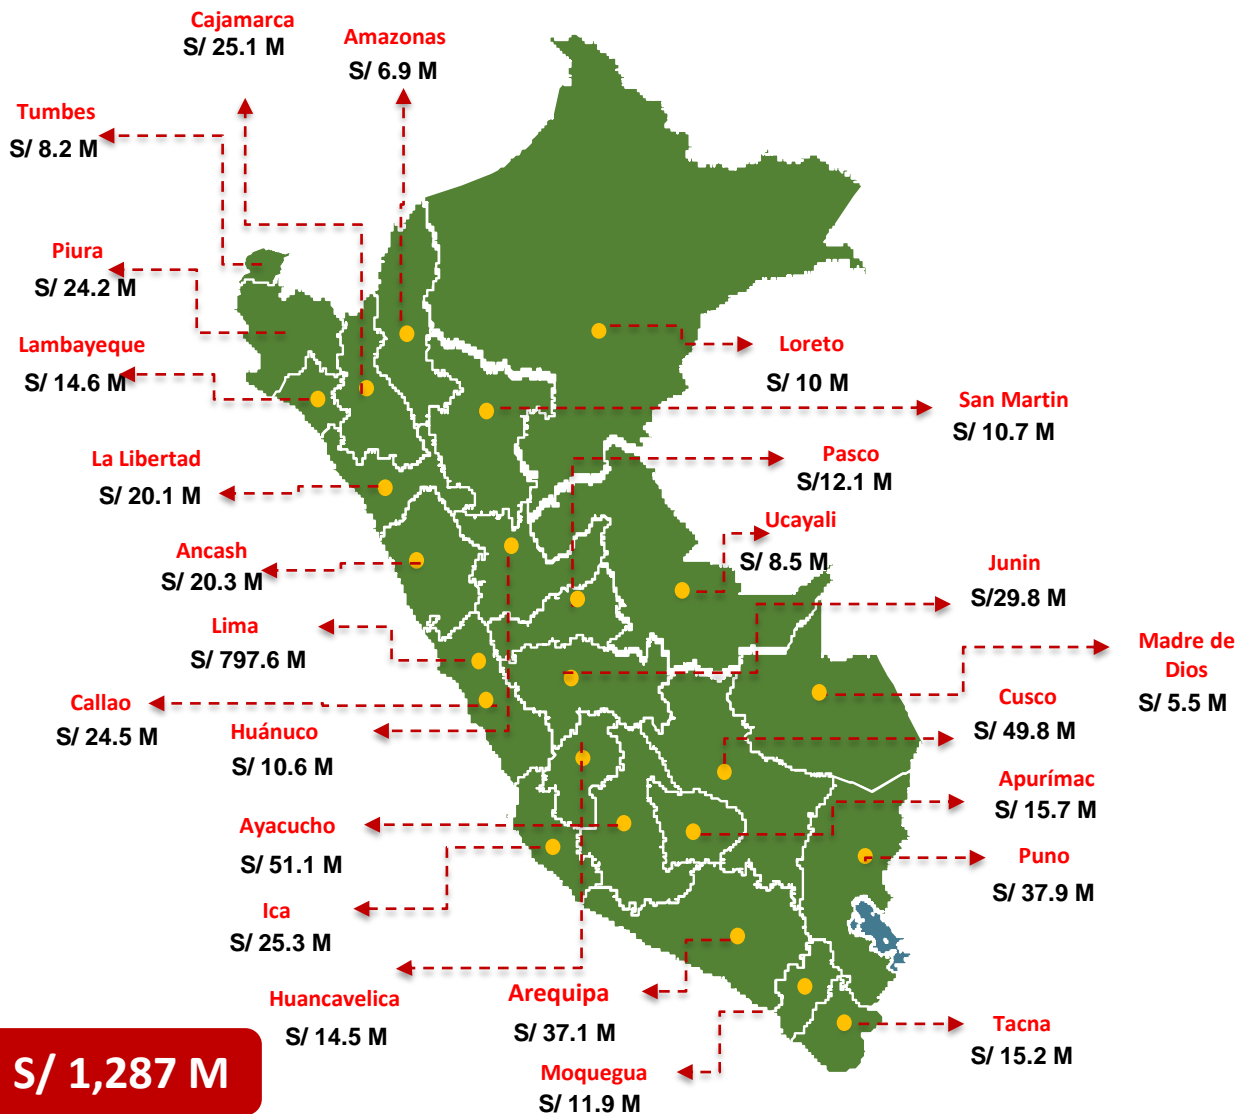 Cajamarca
S/ 25.1 M
Amazonas
S/ 6.9 M
Tumbes
S/ 8.2 M
Piura
S/ 24.2 M
Lambayeque
S/ 14.6 M
Loreto
S/ 10 M
San Martin
S/ 10.7 M
La Libertad
S/ 20.1 M
Pasco
S/12.1 M
Ucayali
S/ 8.5 M
Ancash
S/ 20.3 M
Junin
S/29.8 M
Lima
S/ 797.6 M
Madre de
Dios
S/ 5.5 M
Callao
S/ 24.5 M
Huánuco
S/ 10.6 M
Cusco
S/ 49.8 M
Apurímac
S/ 15.7 M
Ayacucho
S/ 51.1 M
Puno
S/ 37.9 M
Ica
S/ 25.3 M
Huancavelica
S/ 14.5 M
Arequipa
S/ 37.1 M
Tacna
S/ 15.2 M
Moquegua
S/ 11.9 M
S/ 1,287 M